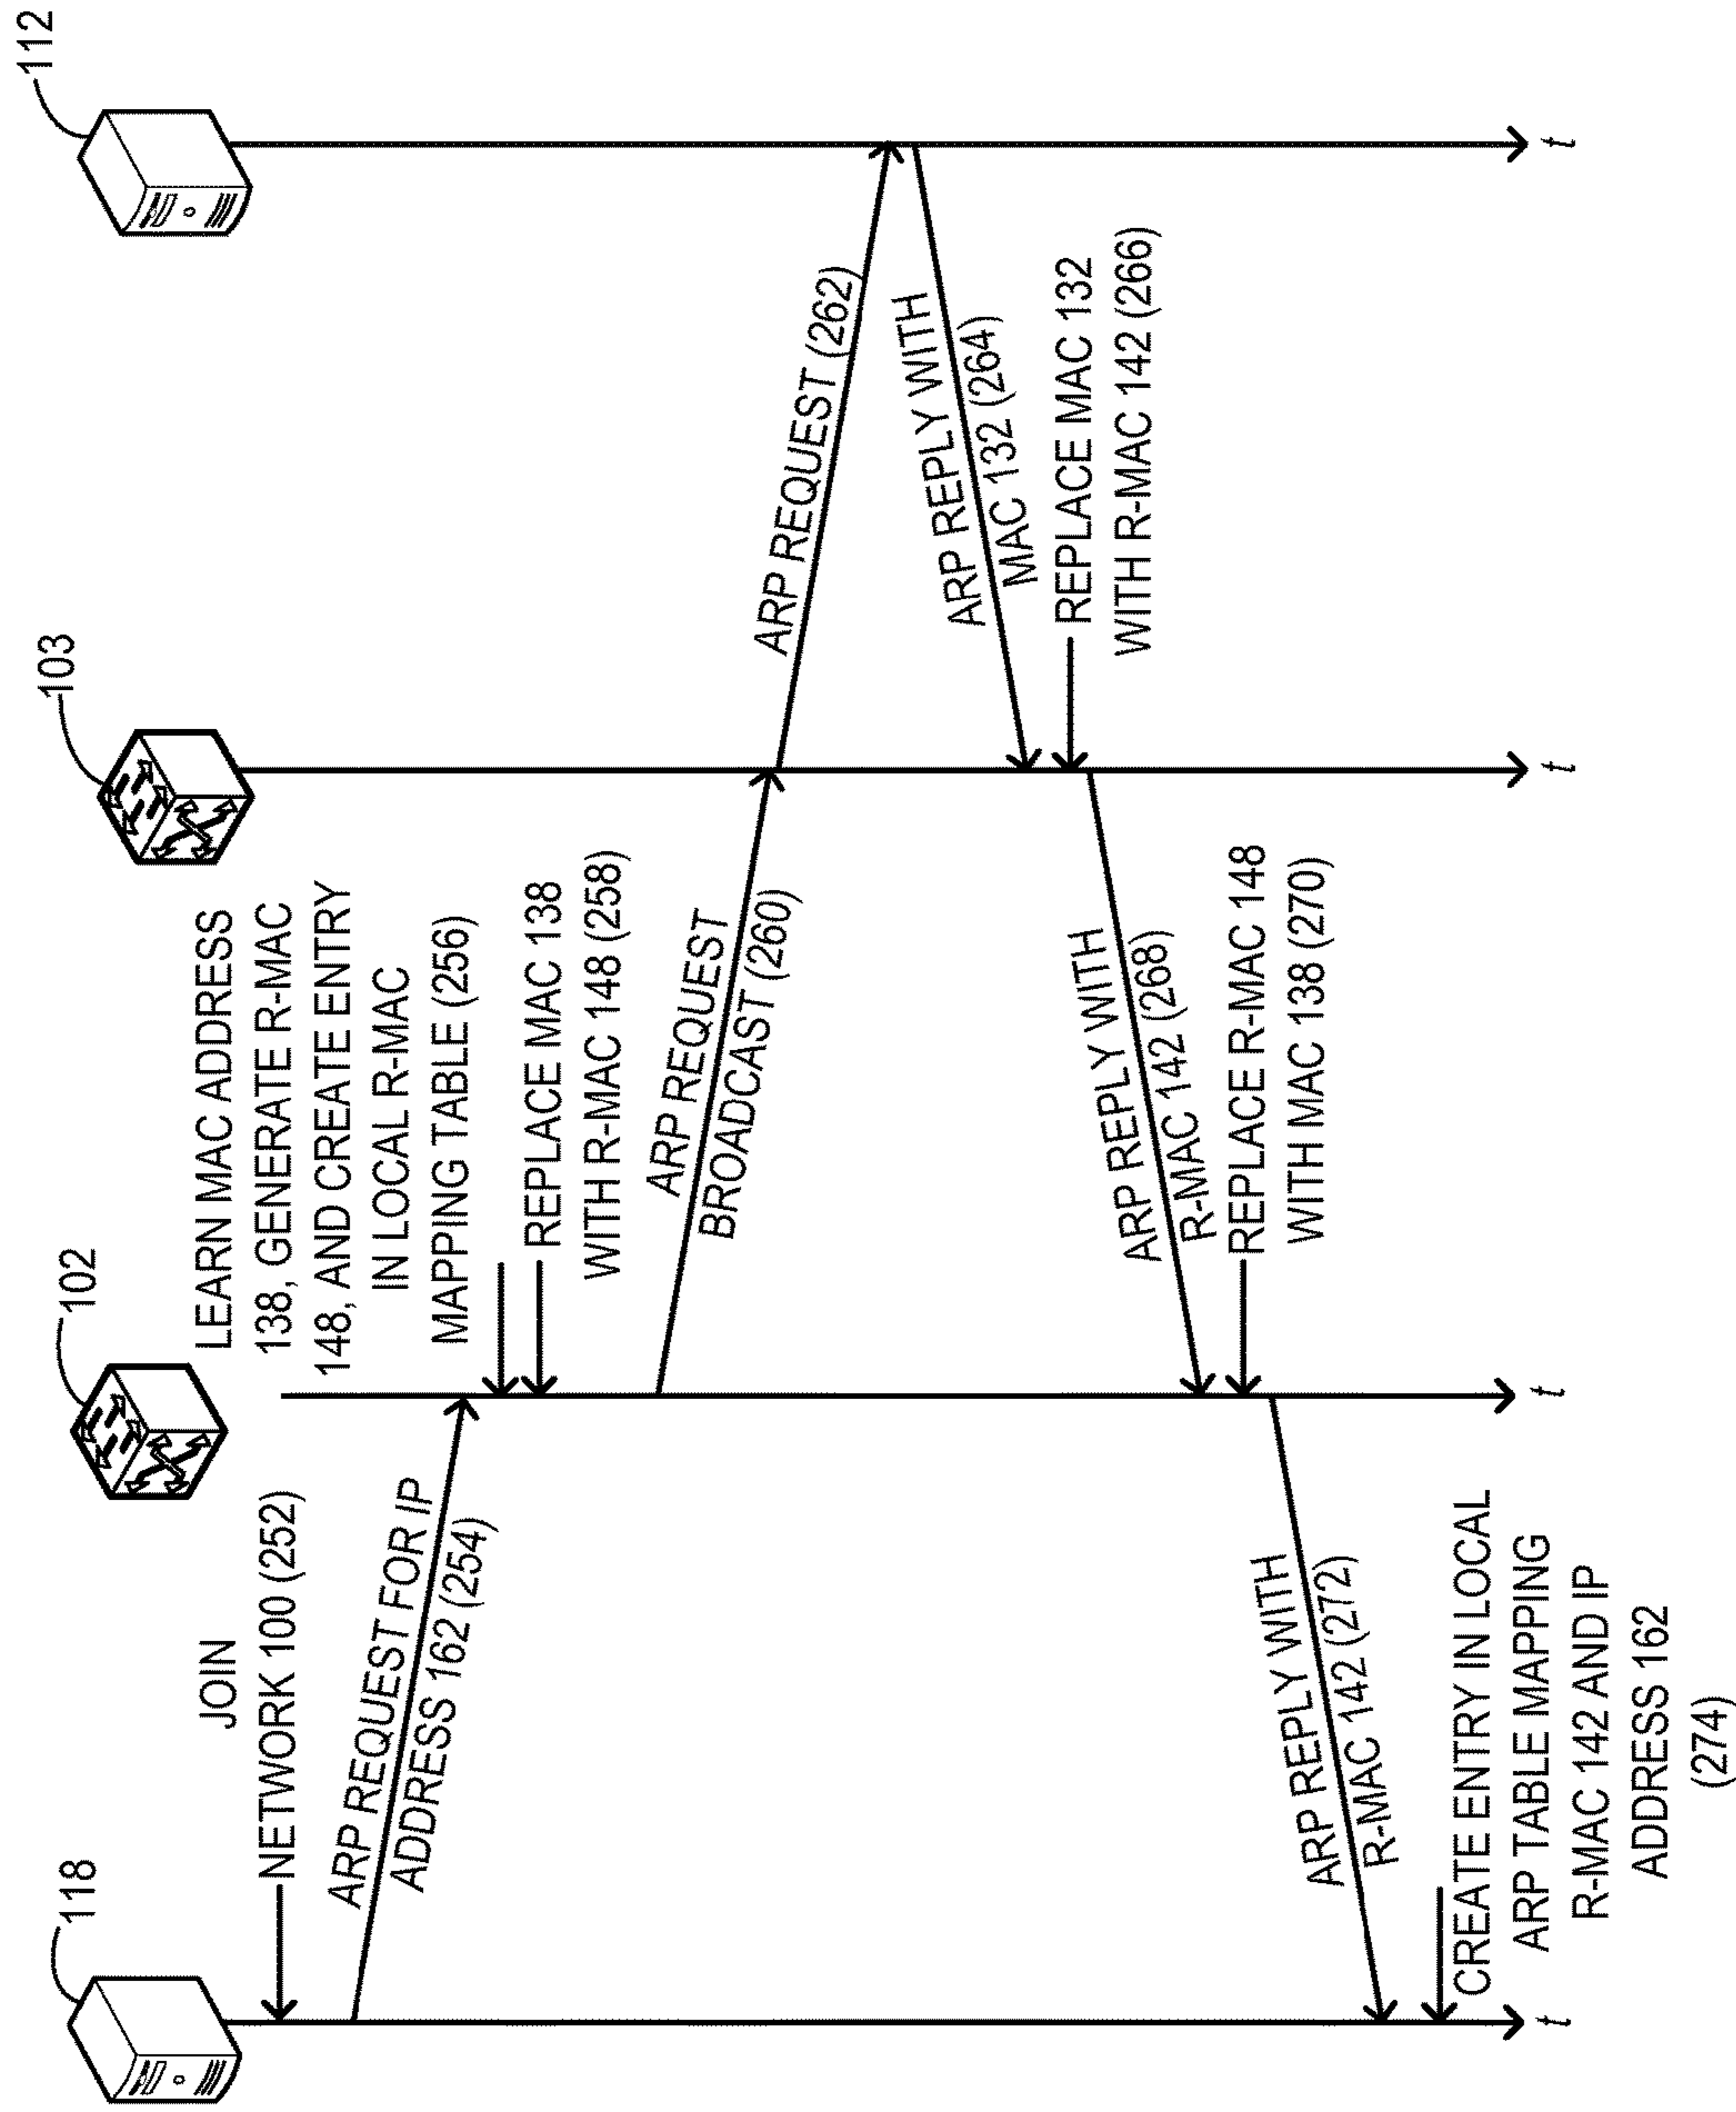 118
102
103
112
JOIN
NETWORK 100 (252)
ARP REQUEST FOR IP
ADDRESS 162 (254)
LEARN MAC ADDRESS
138, GENERATE R-MAC
148, AND CREATE ENTRY
IN LOCAL R-MAC
MAPPING TABLE (256)
REPLACE MAC 138
WITH R-MAC 148 (258)
ARP REQUEST
BROADCAST (260)
ARP REQUEST (262)
ARP REPLY WITH
MAC 132 (264)
REPLACE MAC 132
WITH R-MAC 142 (266)
ARP REPLY WITH
R-MAC 142 (268)
REPLACE R-MAC 148
WITH MAC 138 (270)
ARP REPLY WITH
R-MAC 142 (272)
CREATE ENTRY IN LOCAL
ARP TABLE MAPPING
R-MAC 142 AND IP
ADDRESS 162
(274)
t
t
t
t